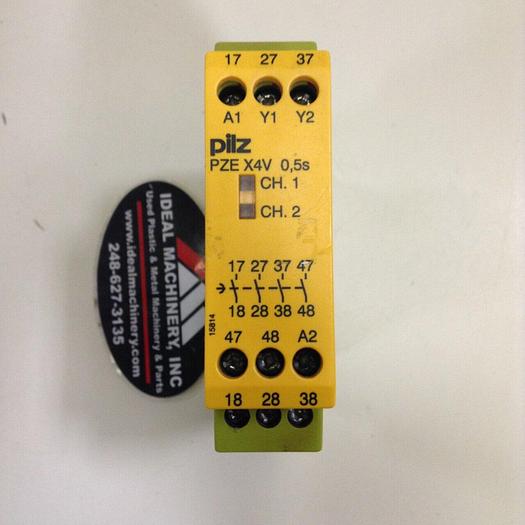 17 27 37
A1 Y1 Y2
pilz
PZE X4V 0,5s
CH. 1
CH. 2
17 27 37 47
18 28 38 48
15814
47 48 A2
18 28 38
IDEAL MACHINERY, INC
Used Plastic & Metal Machinery & Parts
www.idealmachinery.com
248-627-3135